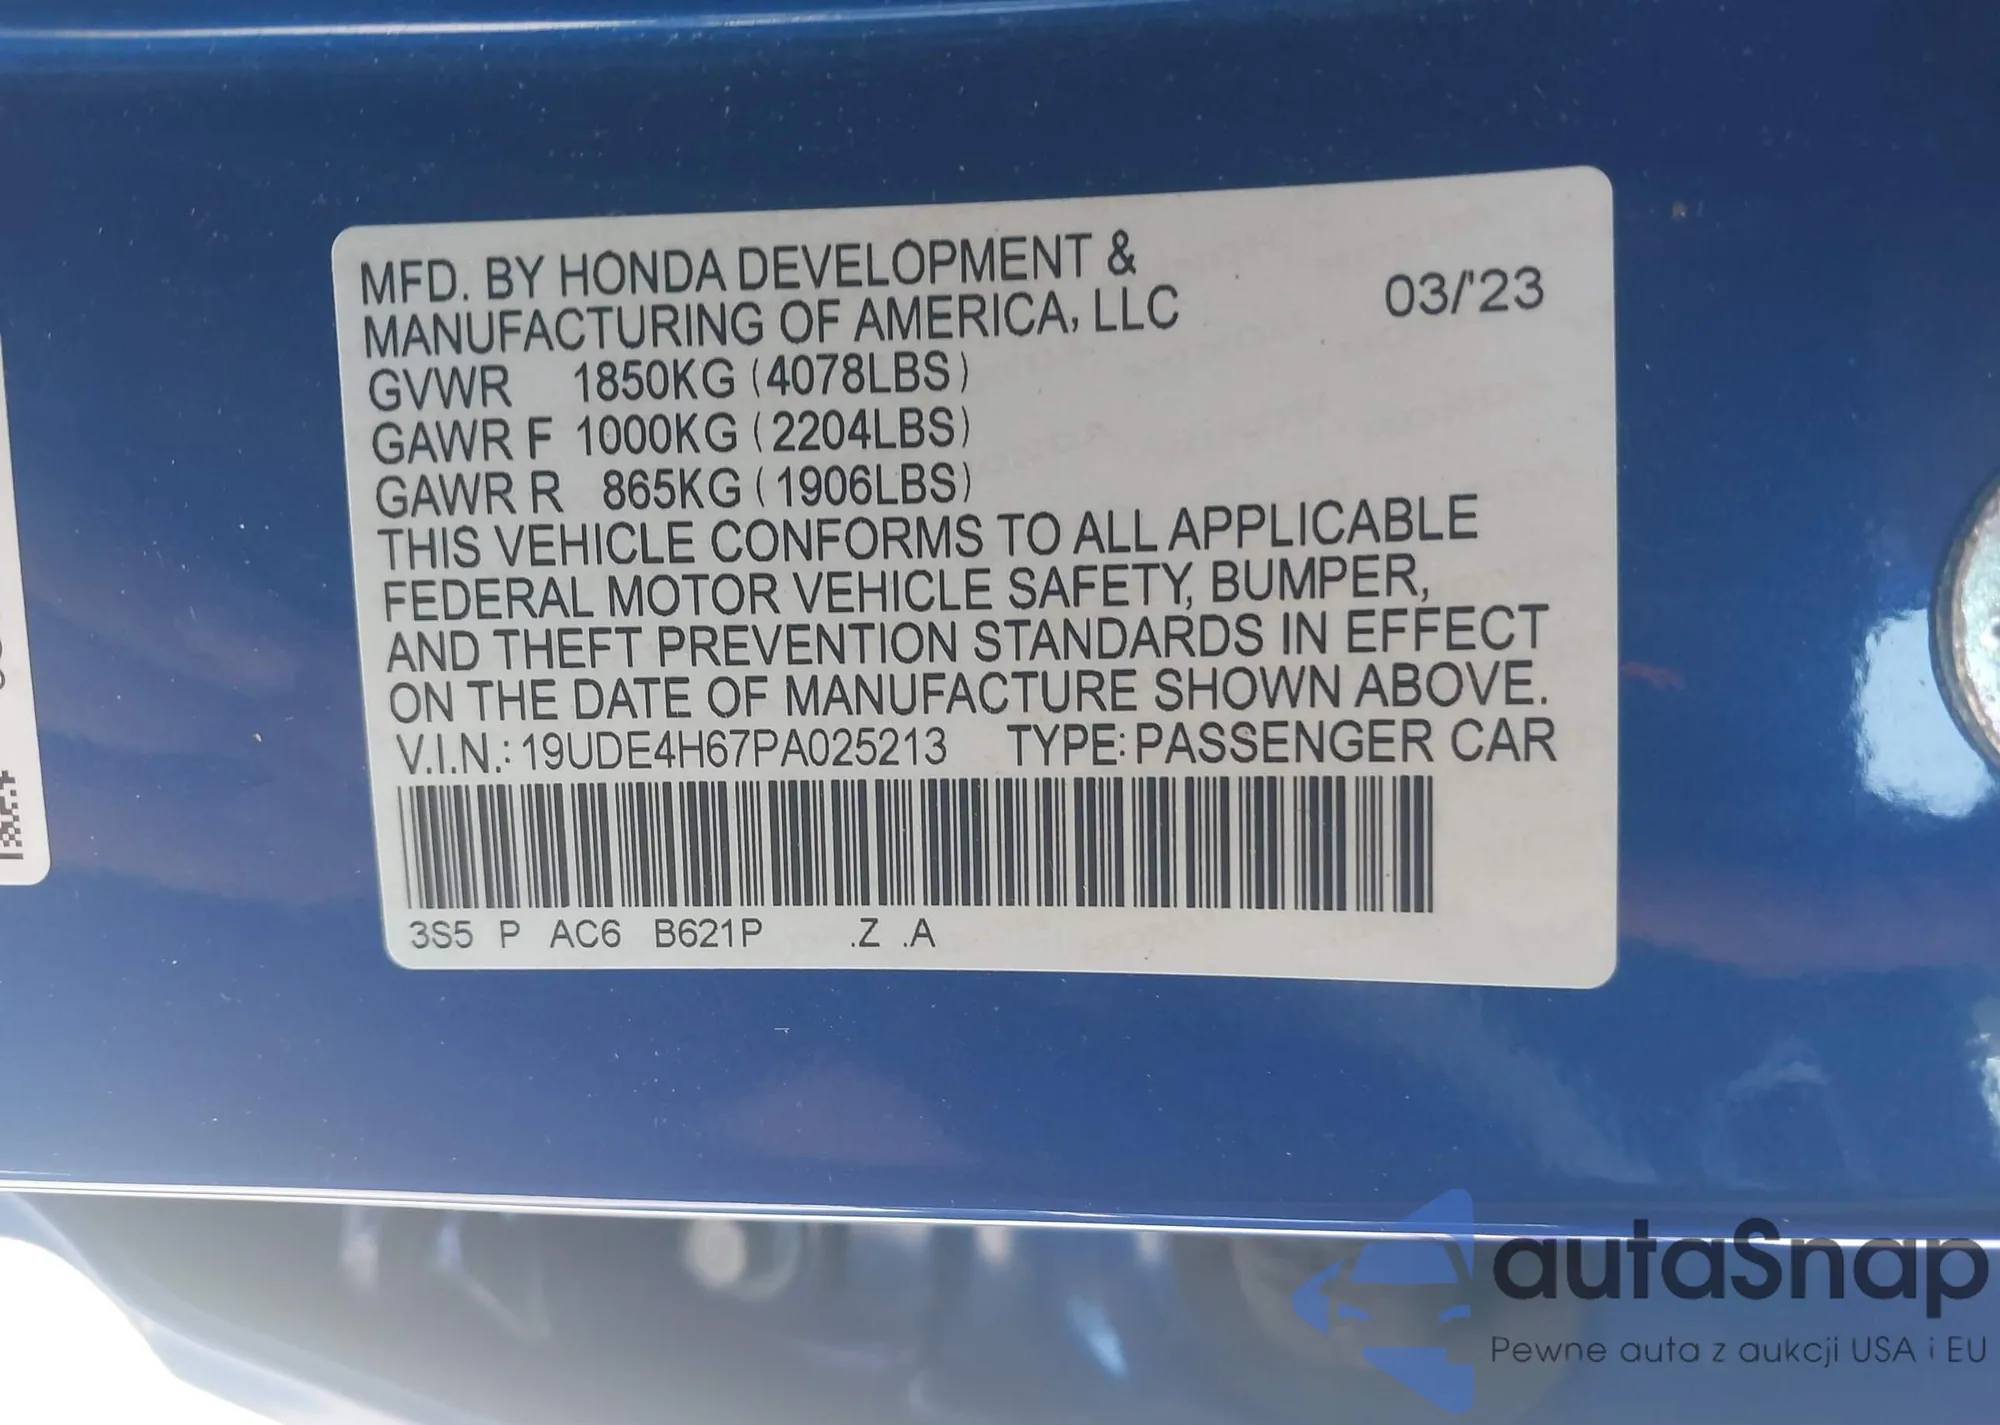 MFD. BY HONDA DEVELOPMENT &
MANUFACTURING OF AMERICA, LLC
03/'23
GVWR 1850KG (4078LBS)
GAWR F 1000KG (2204LBS)
GAWR R 865KG (1906LBS)
THIS VEHICLE CONFORMS TO ALL APPLICABLE
FEDERAL MOTOR VEHICLE SAFETY, BUMPER,
AND THEFT PREVENTION STANDARDS IN EFFECT
ON THE DATE OF MANUFACTURE SHOWN ABOVE.
V.I.N.: 19UDE4H67PA025213 TYPE: PASSENGER CAR
3S5 P AC6 B621P .Z .A
autaSnap
Pewne auta z aukcji USA i EU